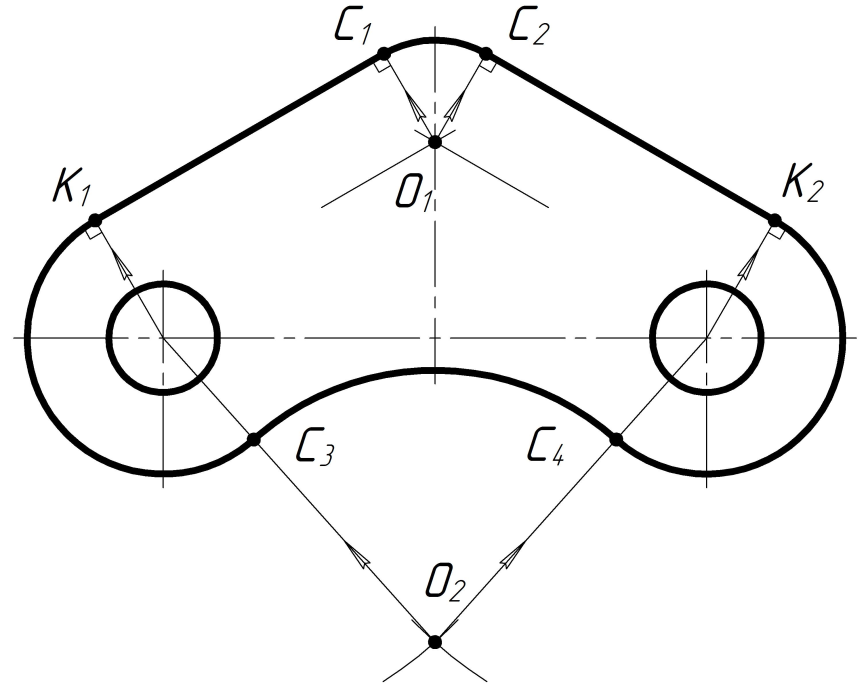 C₁ C₂
K₁ O₁ K₂
C₃ C₄
O₂